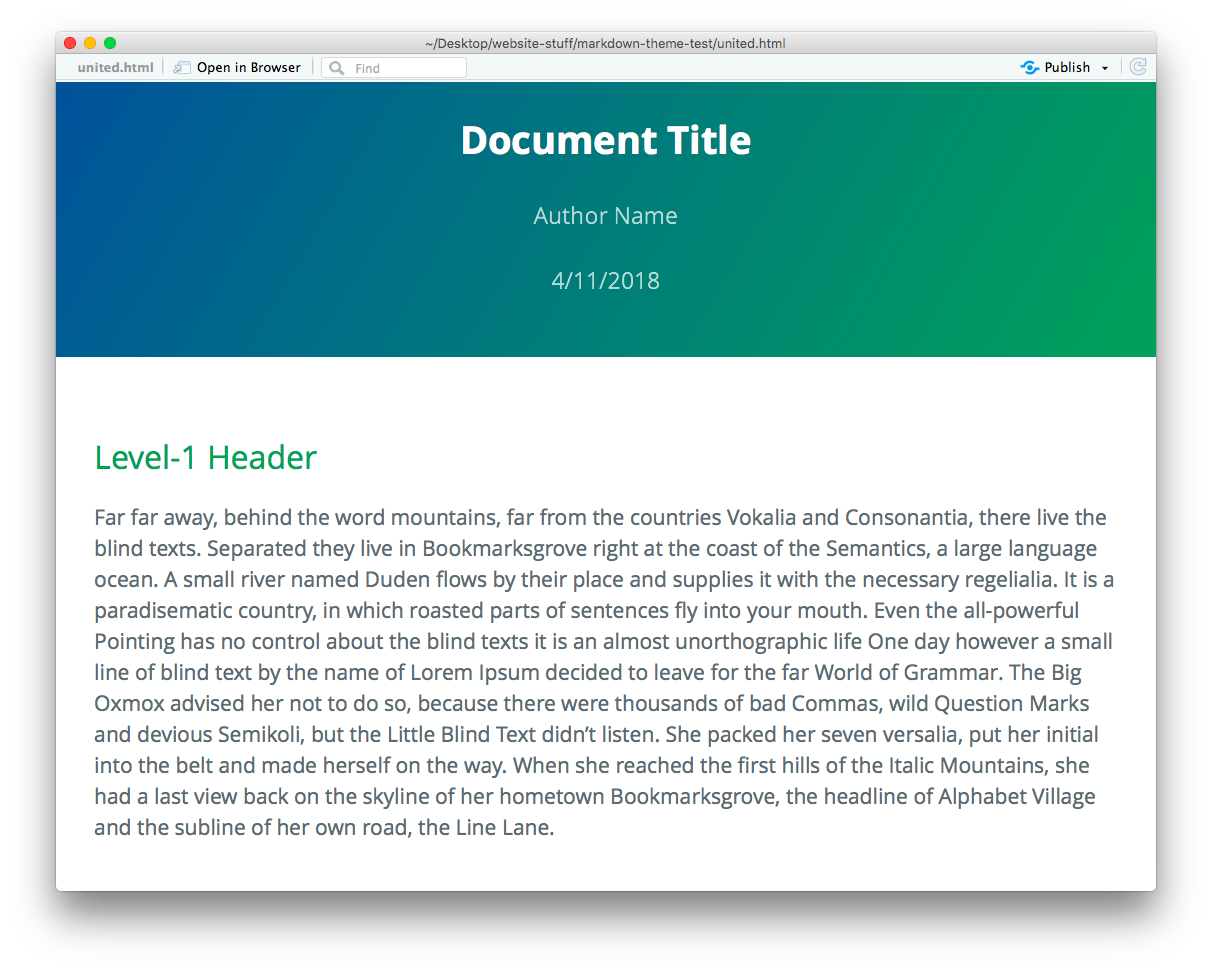 ~/Desktop/website-stuff/markdown-theme-test/united.html
united.html Open in Browser Find Publish
Document Title
Author Name
4/11/2018
Level-1 Header
Far far away, behind the word mountains, far from the countries Vokalia and Consonantia, there live the
blind texts. Separated they live in Bookmarksgrove right at the coast of the Semantics, a large language
ocean. A small river named Duden flows by their place and supplies it with the necessary regelialia. It is a
paradisematic country, in which roasted parts of sentences fly into your mouth. Even the all-powerful
Pointing has no control about the blind texts it is an almost unorthographic life One day however a small
line of blind text by the name of Lorem Ipsum decided to leave for the far World of Grammar. The Big
Oxmox advised her not to do so, because there were thousands of bad Commas, wild Question Marks
and devious Semikoli, but the Little Blind Text didn’t listen. She packed her seven versalia, put her initial
into the belt and made herself on the way. When she reached the first hills of the Italic Mountains, she
had a last view back on the skyline of her hometown Bookmarksgrove, the headline of Alphabet Village
and the subline of her own road, the Line Lane.